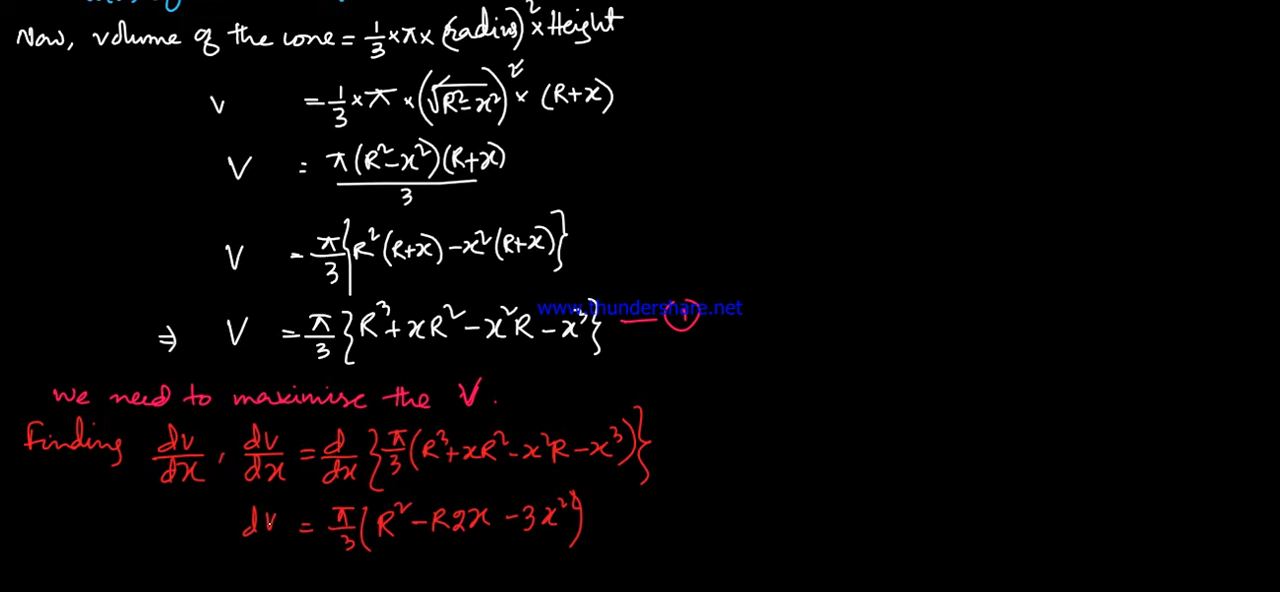 Now, volume of the cone = 1/3 × π × (radius)² × Height
V = 1/3 × π × (√(R²-x²))² × (R+x)
V = π(R²-x²)(R+x)/3
V = π/3 {R²(R+x) - x²(R+x)}
www.thundershare.net
⇒ V = π/3 {R³ + xR² - x²R - x³} — ①
we need to maximise the V.
Finding dv/dx, dv/dx = d/dx {π/3 (R³ + xR² - x²R - x³)}
dv = π/3 (R² - R2x - 3x²)